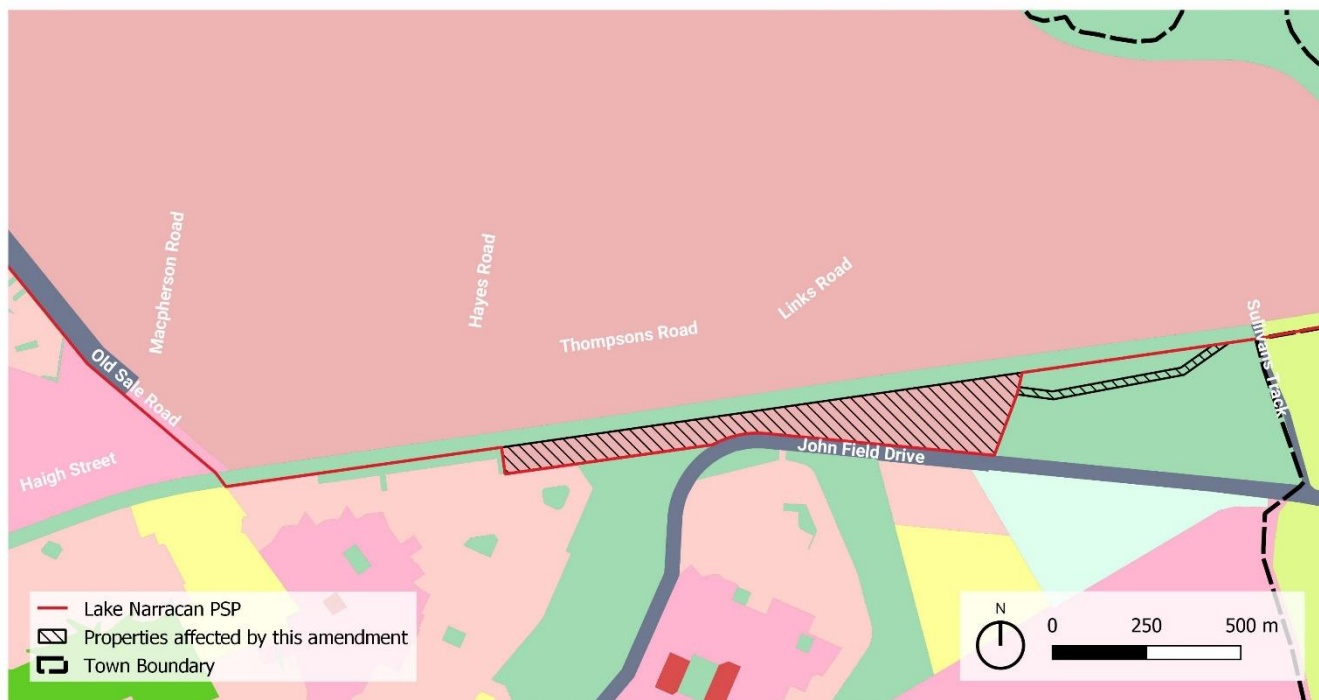 Macpherson Road
Hayes Road
Links Road
Thompsons Road
Old Sale Road
Sullivans Track
John Field Drive
Haigh Street
Lake Narracan PSP
Properties affected by this amendment
Town Boundary
N
0 250 500 m